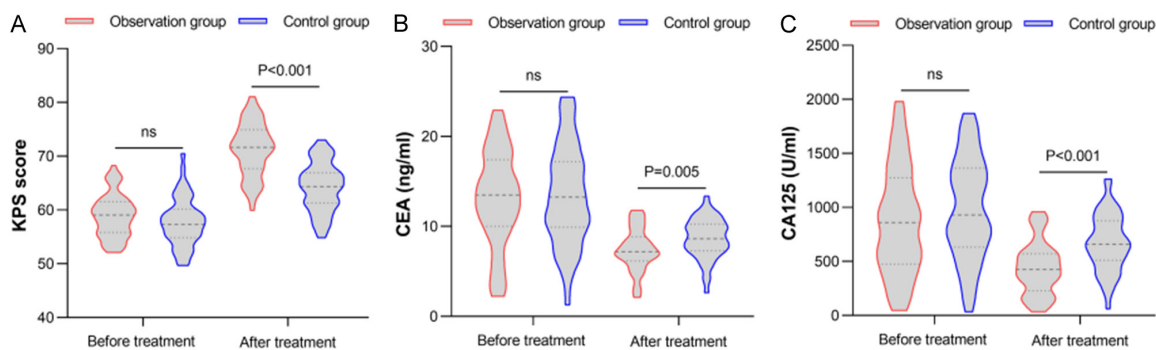 A
Observation group
Control group
KPS score
90
80
70
60
50
40
ns
P<0.001
Before treatment
After treatment
B
Observation group
Control group
CEA (ng/ml)
30
20
10
0
ns
P=0.005
Before treatment
After treatment
C
Observation group
Control group
CA125 (U/ml)
2500
2000
1500
1000
500
0
ns
P<0.001
Before treatment
After treatment